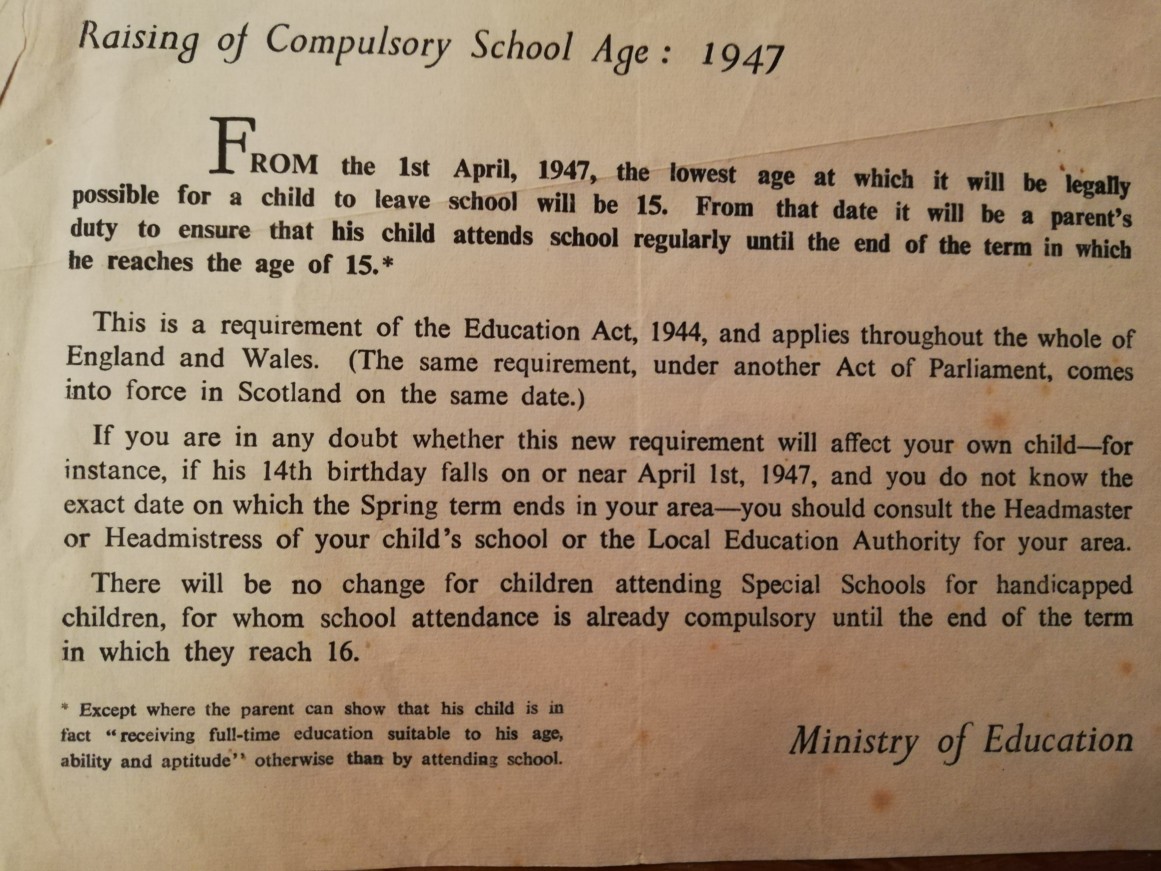 Raising of Compulsory School Age: 1947
FROM the 1st April, 1947, the lowest age at which it will be legally
possible for a child to leave school will be 15. From that date it will be a parent's
duty to ensure that his child attends school regularly until the end of the term in which
he reaches the age of 15.*
This is a requirement of the Education Act, 1944, and applies throughout the whole of
England and Wales. (The same requirement, under another Act of Parliament, comes
into force in Scotland on the same date.)
If you are in any doubt whether this new requirement will affect your own child—for
instance, if his 14th birthday falls on or near April 1st, 1947, and you do not know the
exact date on which the Spring term ends in your area—you should consult the Headmaster
or Headmistress of your child's school or the Local Education Authority for your area.
There will be no change for children attending Special Schools for handicapped
children, for whom school attendance is already compulsory until the end of the term
in which they reach 16.
* Except where the parent can show that his child is in
fact "receiving full-time education suitable to his age,
ability and aptitude" otherwise than by attending school.
Ministry of Education